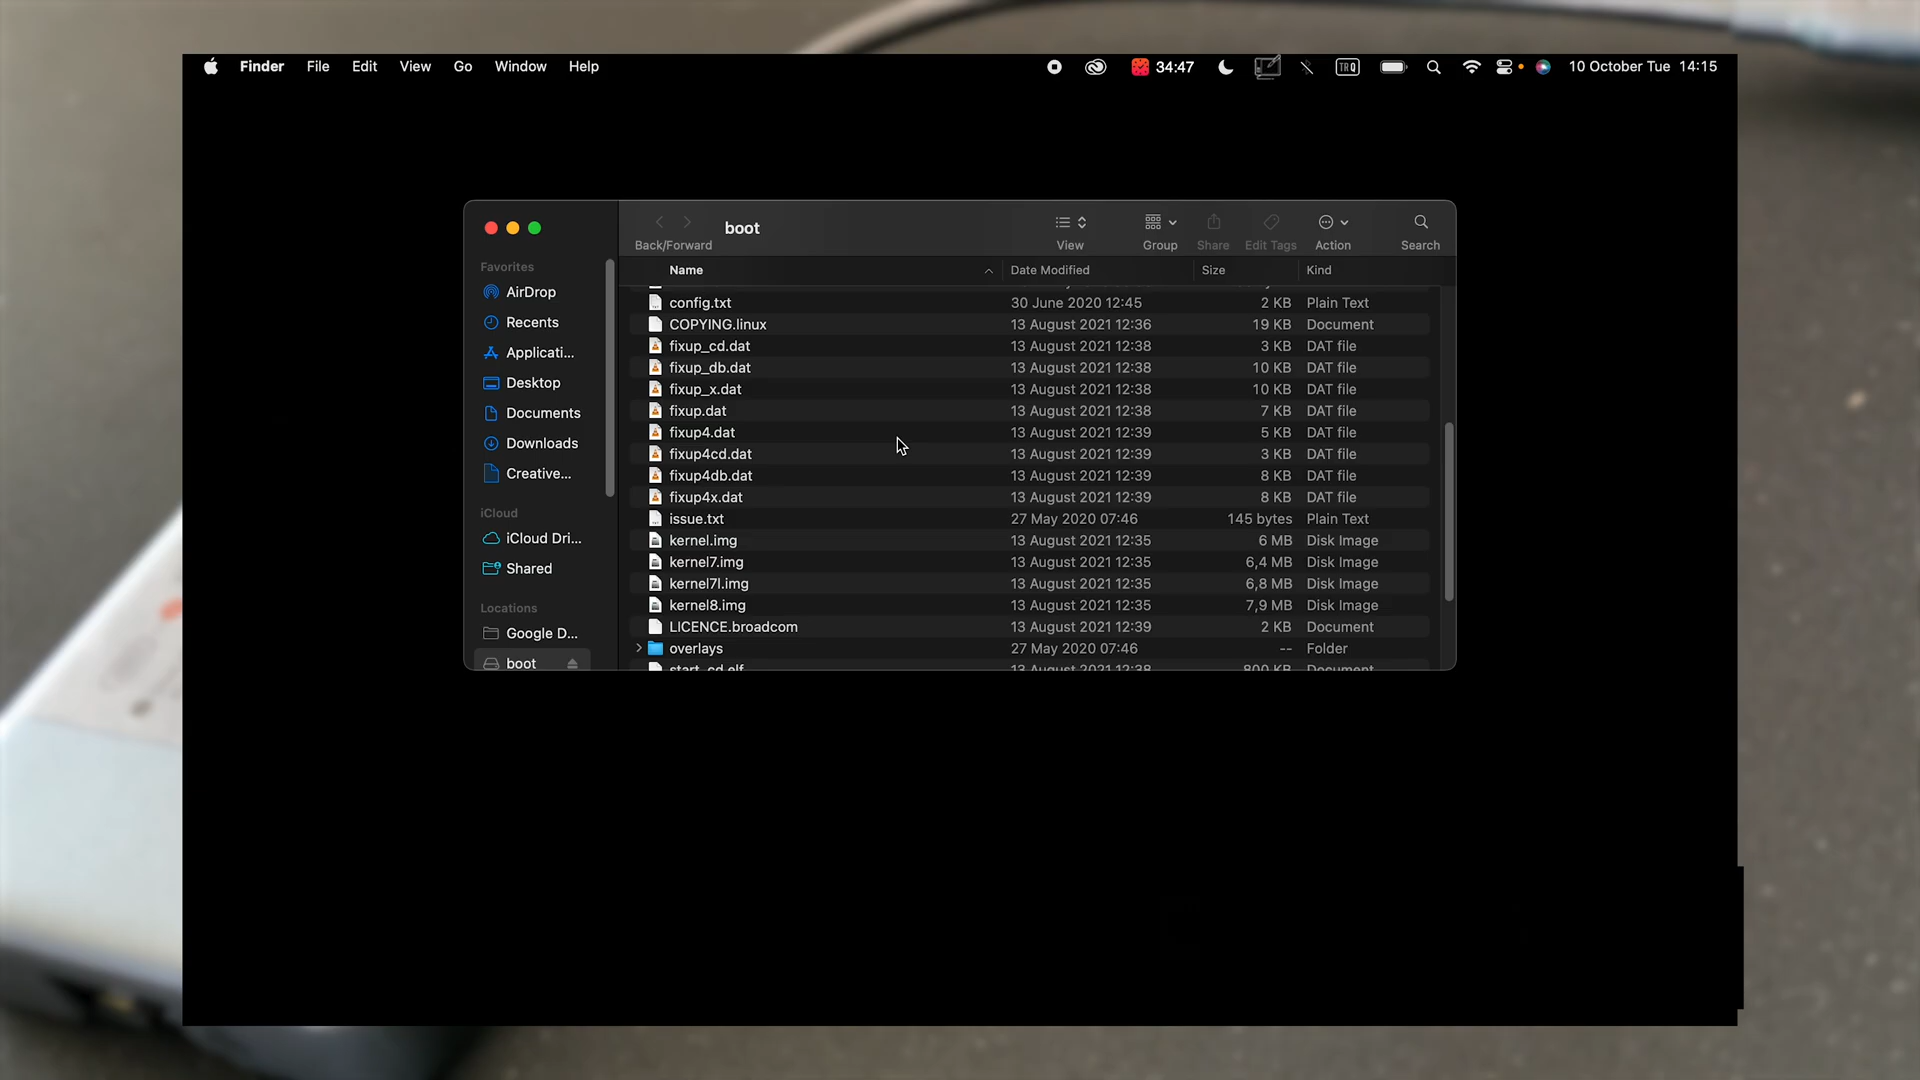 Finder File Edit View Go Window Help 34:47 TRQ 10 October Tue 14:15
boot
Back/Forward View Group Share Edit Tags Action Search
Name Date Modified Size Kind
config.txt 30 June 2020 12:45 2 KB Plain Text
COPYING.linux 13 August 2021 12:36 19 KB Document
fixup_cd.dat 13 August 2021 12:38 3 KB DAT file
fixup_db.dat 13 August 2021 12:38 10 KB DAT file
fixup_x.dat 13 August 2021 12:38 10 KB DAT file
fixup.dat 13 August 2021 12:38 7 KB DAT file
fixup4.dat 13 August 2021 12:39 5 KB DAT file
fixup4cd.dat 13 August 2021 12:39 3 KB DAT file
fixup4db.dat 13 August 2021 12:39 8 KB DAT file
fixup4x.dat 13 August 2021 12:39 8 KB DAT file
issue.txt 27 May 2020 07:46 145 bytes Plain Text
kernel.img 13 August 2021 12:35 6 MB Disk Image
kernel7.img 13 August 2021 12:35 6,4 MB Disk Image
kernel7l.img 13 August 2021 12:35 6,8 MB Disk Image
kernel8.img 13 August 2021 12:35 7,9 MB Disk Image
LICENCE.broadcom 13 August 2021 12:39 2 KB Document
overlays 27 May 2020 07:46 -- Folder
start_cd.elf 13 August 2021 12:38 800 KB Document
Favorites
AirDrop
Recents
Applicati...
Desktop
Documents
Downloads
Creative...
iCloud
iCloud Dri...
Shared
Locations
Google D...
boot